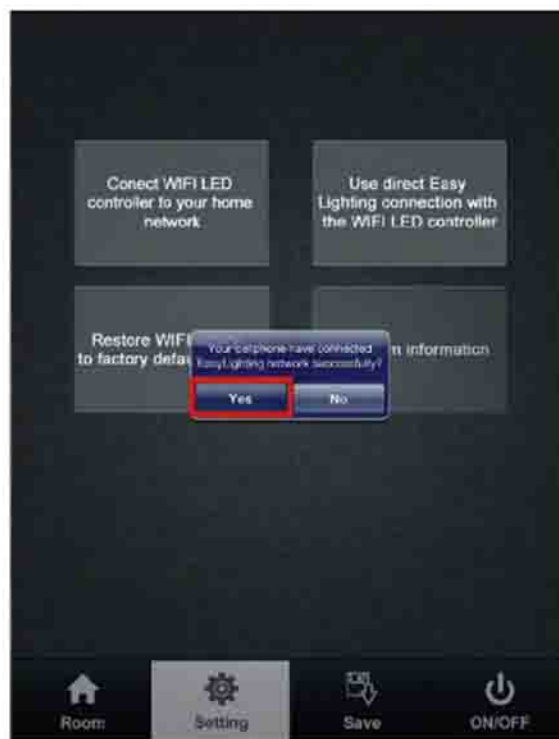 Conect WIFI LED
controller to your home
network
Use direct Easy
Lighting connection with
the WIFI LED controller
Restore WIFI
to factory defau
m information
Your cellphone have connected
EasyLighting network successfully?
Yes
No
Room
Setting
Save
ON/OFF